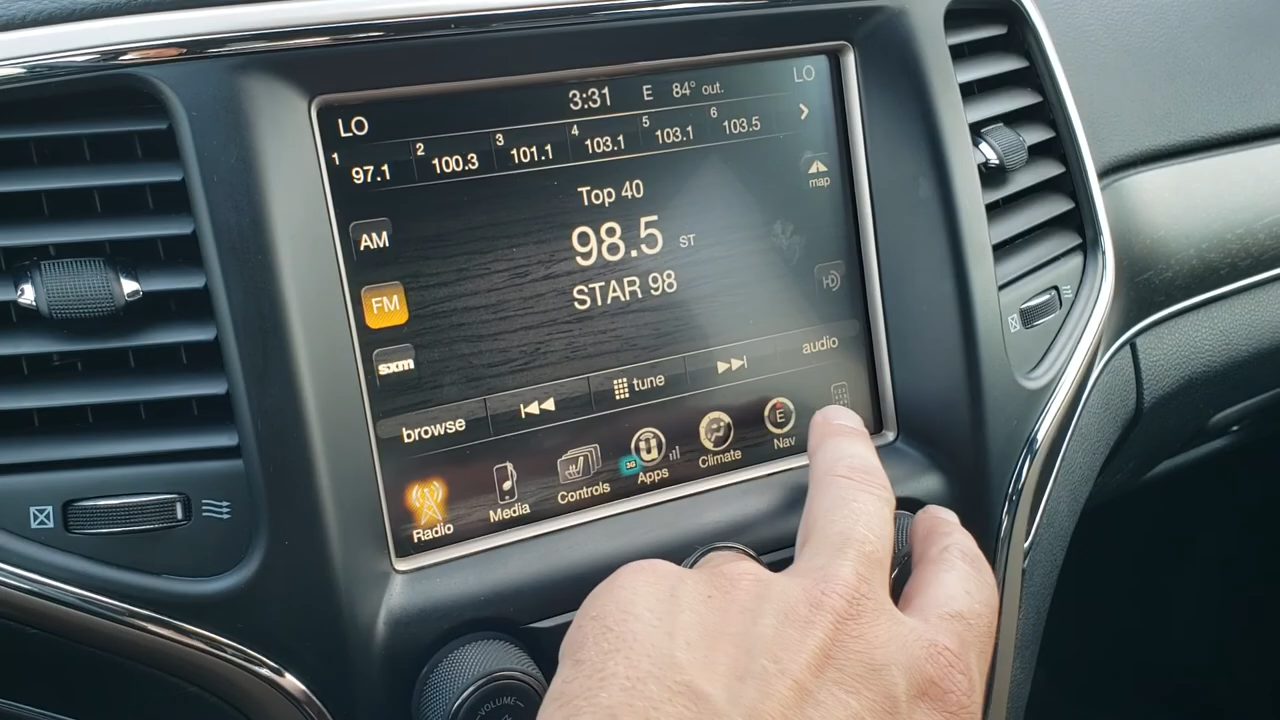 LO 3:31 E 84° out. LO
1 97.1 2 100.3 3 101.1 4 103.1 5 103.1 6 103.5
map
Top 40
AM
98.5 ST
FM
STAR 98
HD
sxm
browse tune audio
Radio Media Controls 3G Apps Climate E Nav
VOLUME